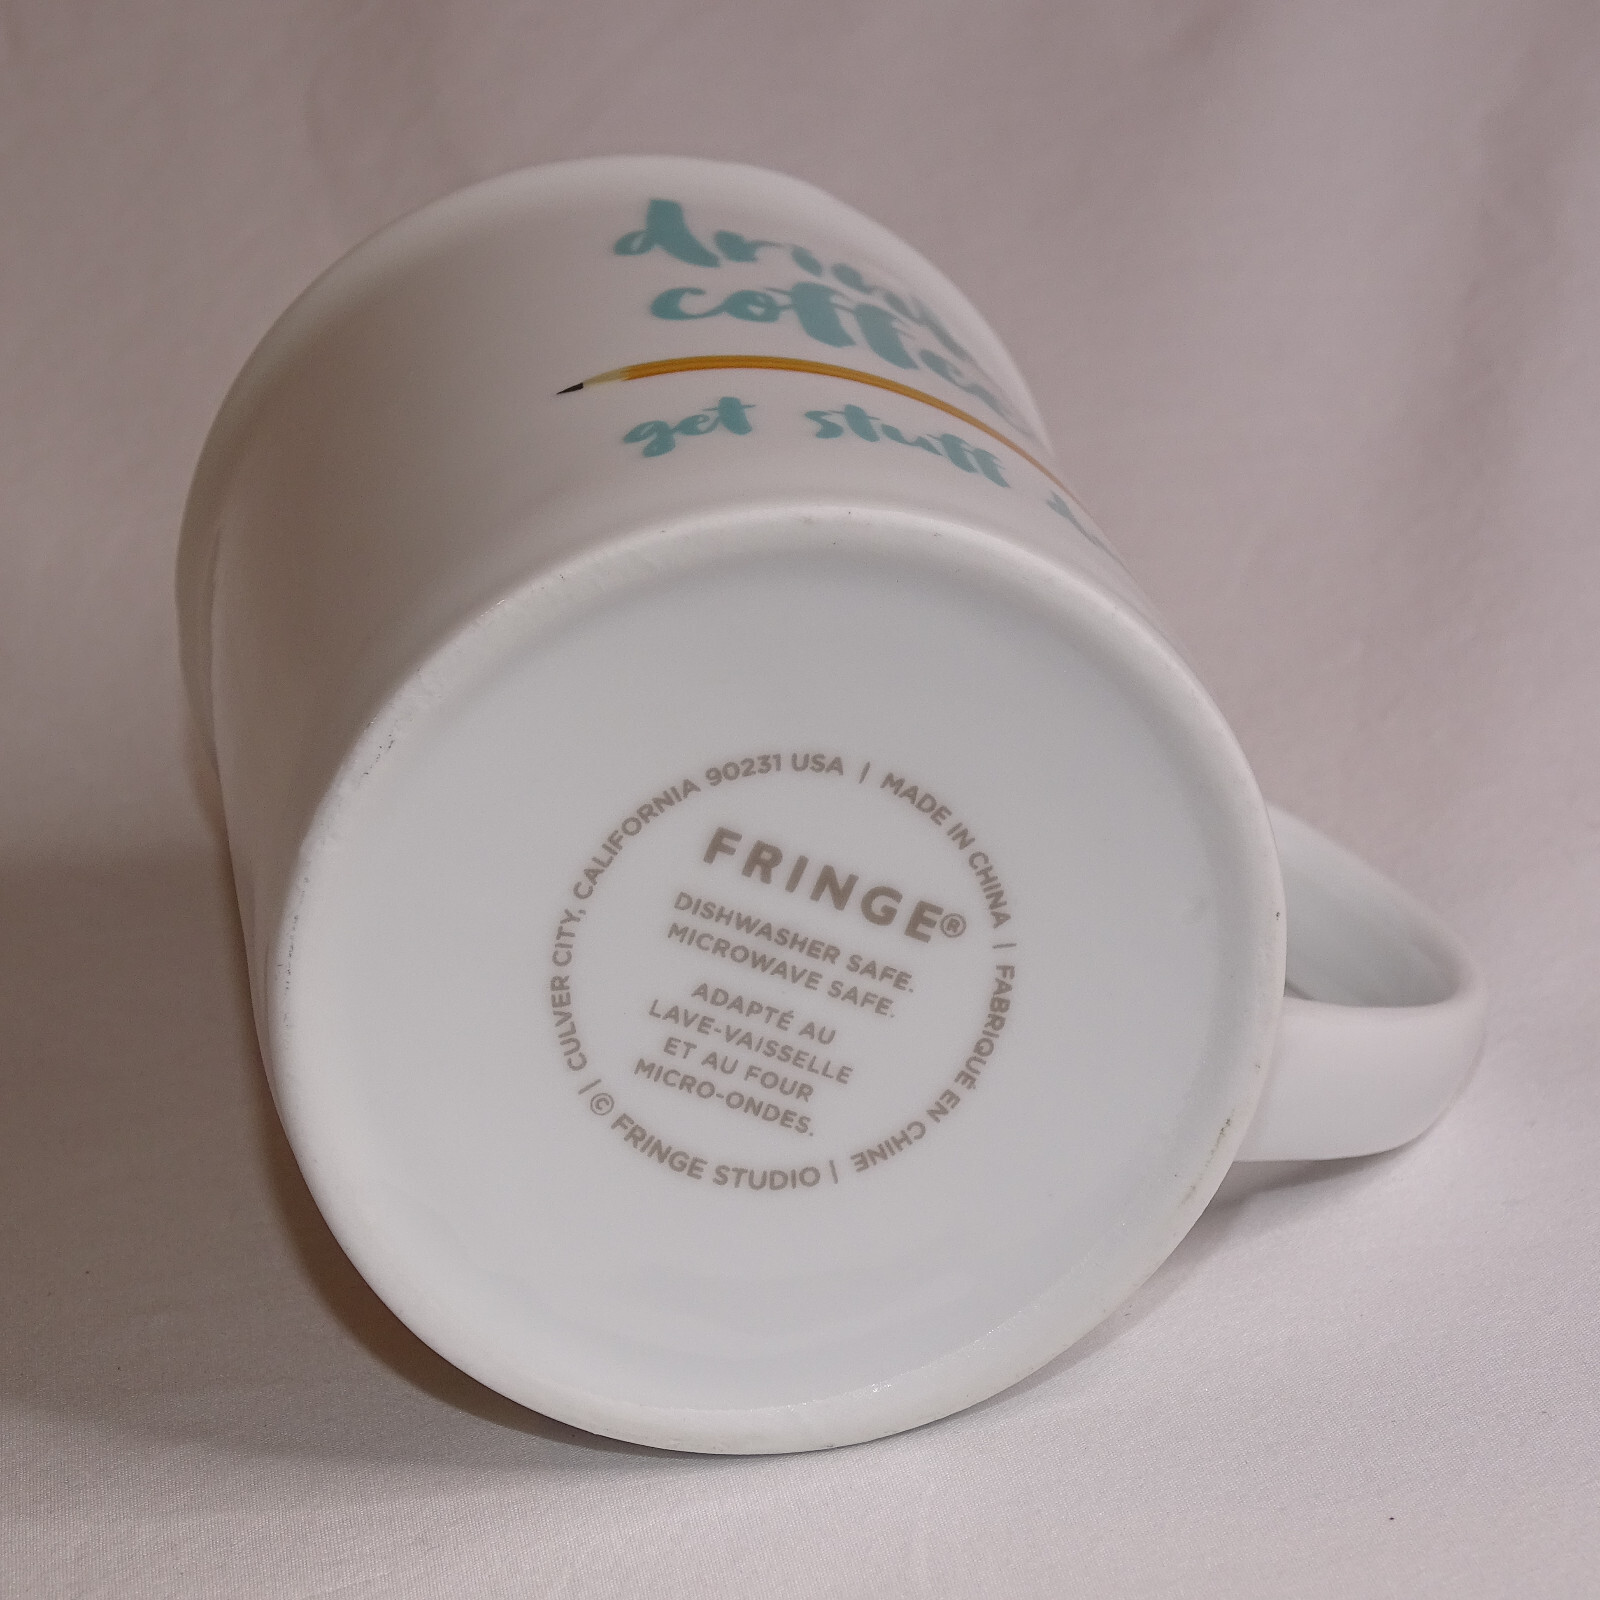 drink
coffee
get stuff
FRINGE®
DISHWASHER SAFE.
MICROWAVE SAFE.
ADAPTÉ AU
LAVE-VAISSELLE
ET AU FOUR
MICRO-ONDES.
© FRINGE STUDIO | CULVER CITY, CALIFORNIA 90231 USA | MADE IN CHINA | FABRIQUÉ EN CHINE |